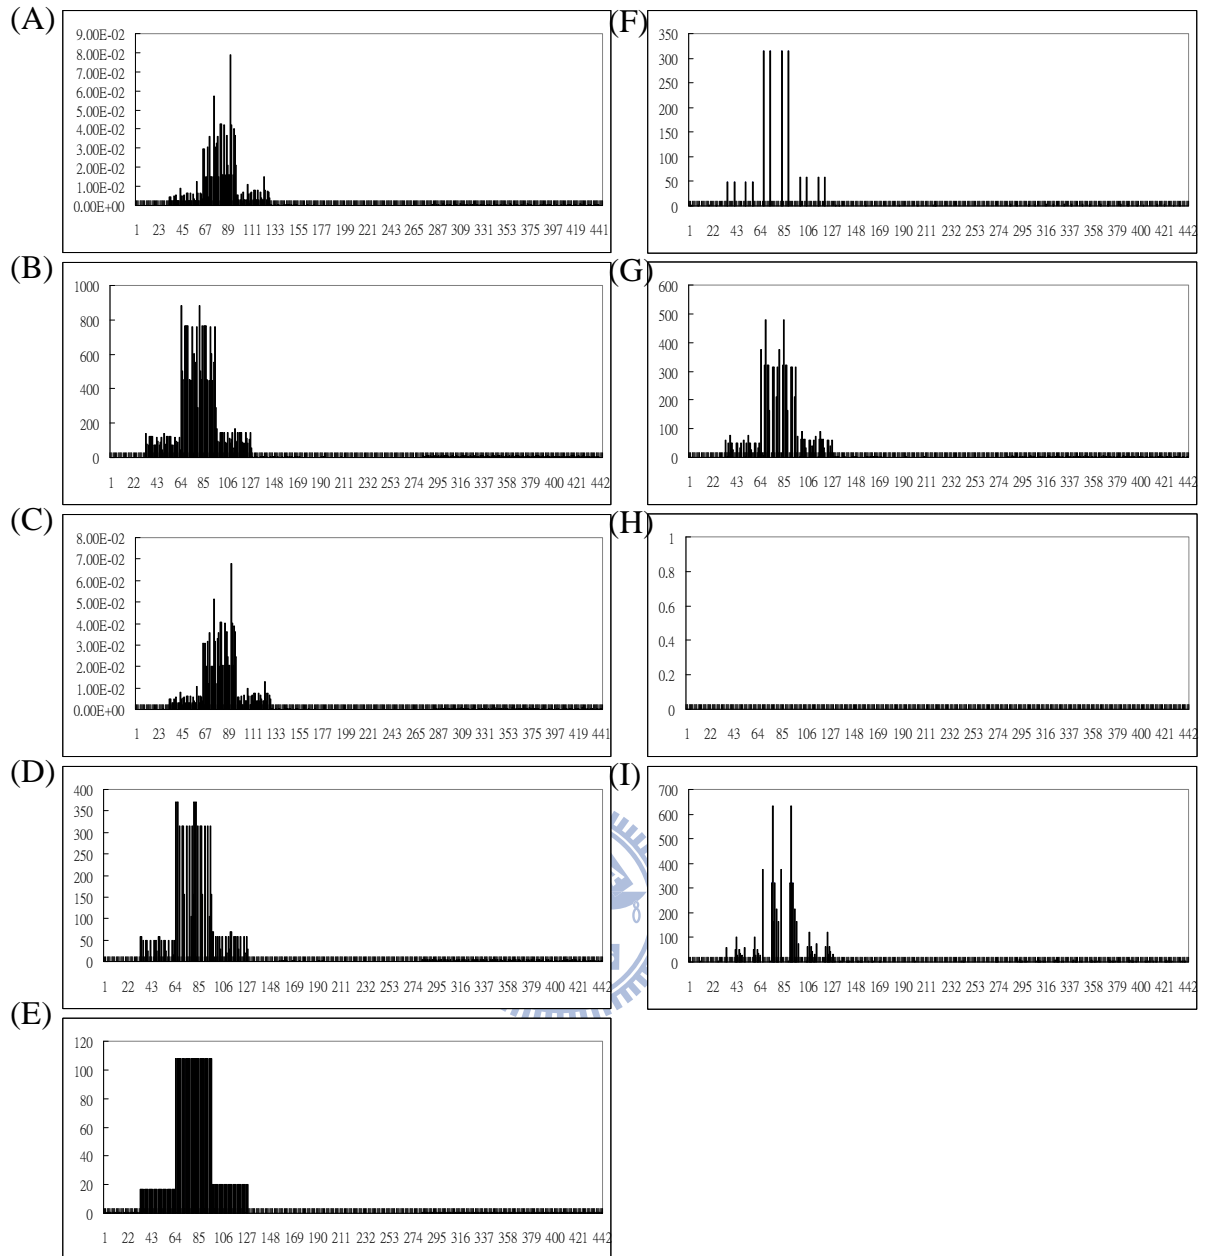 (A)
9.00E-02
8.00E-02
7.00E-02
6.00E-02
5.00E-02
4.00E-02
3.00E-02
2.00E-02
1.00E-02
0.00E+00
1 23 45 67 89 111 133 155 177 199 221 243 265 287 309 331 353 375 397 419 441
(F)
350
300
250
200
150
100
50
0
1 22 43 64 85 106 127 148 169 190 211 232 253 274 295 316 337 358 379 400 421 442
(B)
1000
800
600
400
200
0
1 22 43 64 85 106 127 148 169 190 211 232 253 274 295 316 337 358 379 400 421 442
(G)
600
500
400
300
200
100
0
1 22 43 64 85 106 127 148 169 190 211 232 253 274 295 316 337 358 379 400 421 442
(C)
8.00E-02
7.00E-02
6.00E-02
5.00E-02
4.00E-02
3.00E-02
2.00E-02
1.00E-02
0.00E+00
1 23 45 67 89 111 133 155 177 199 221 243 265 287 309 331 353 375 397 419 441
(H)
1
0.8
0.6
0.4
0.2
0
1 22 43 64 85 106 127 148 169 190 211 232 253 274 295 316 337 358 379 400 421 442
(D)
400
350
300
250
200
150
100
50
0
1 22 43 64 85 106 127 148 169 190 211 232 253 274 295 316 337 358 379 400 421 442
(I)
700
600
500
400
300
200
100
0
1 22 43 64 85 106 127 148 169 190 211 232 253 274 295 316 337 358 379 400 421 442
(E)
120
100
80
60
40
20
0
1 22 43 64 85 106 127 148 169 190 211 232 253 274 295 316 337 358 379 400 421 442